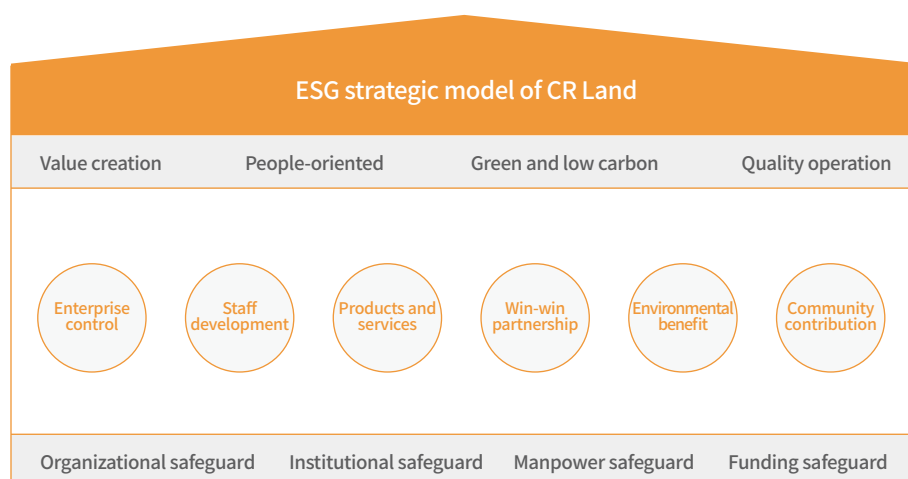 ESG strategic model of CR Land
Value creation People-oriented Green and low carbon Quality operation
Enterprise
control
Staff
development
Products and
services
Win-win
partnership
Environmental
benefit
Community
contribution
Organizational safeguard Institutional safeguard Manpower safeguard Funding safeguard